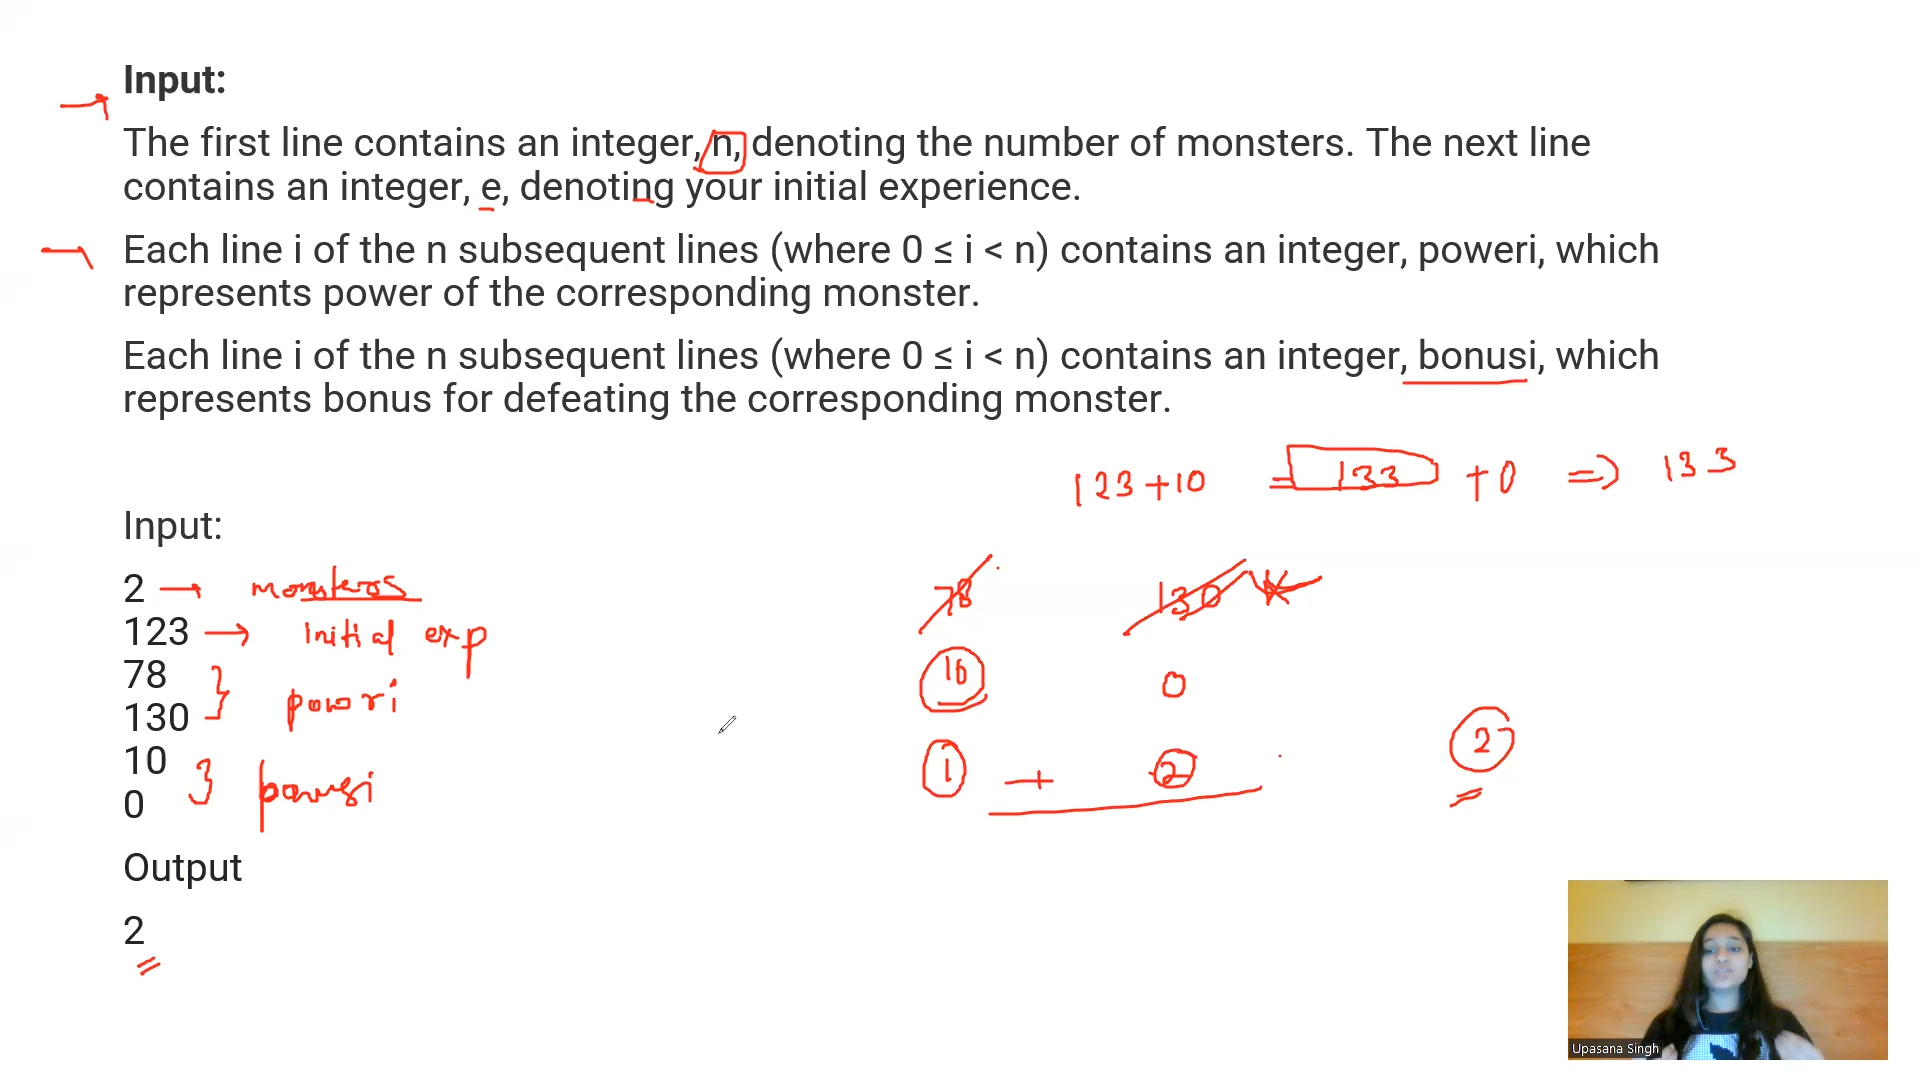 Input:
The first line contains an integer, n, denoting the number of monsters. The next line
contains an integer, e, denoting your initial experience.
Each line i of the n subsequent lines (where 0 ≤ i < n) contains an integer, poweri, which
represents power of the corresponding monster.
Each line i of the n subsequent lines (where 0 ≤ i < n) contains an integer, bonusi, which
represents bonus for defeating the corresponding monster.
123+10 = 133 + 0 => 133
Input:
2 → monsters
123 → initial exp
78
130 } powri
10
0 }
78 130
10 0
1 + 2
2
Output
2
Upasana Singh